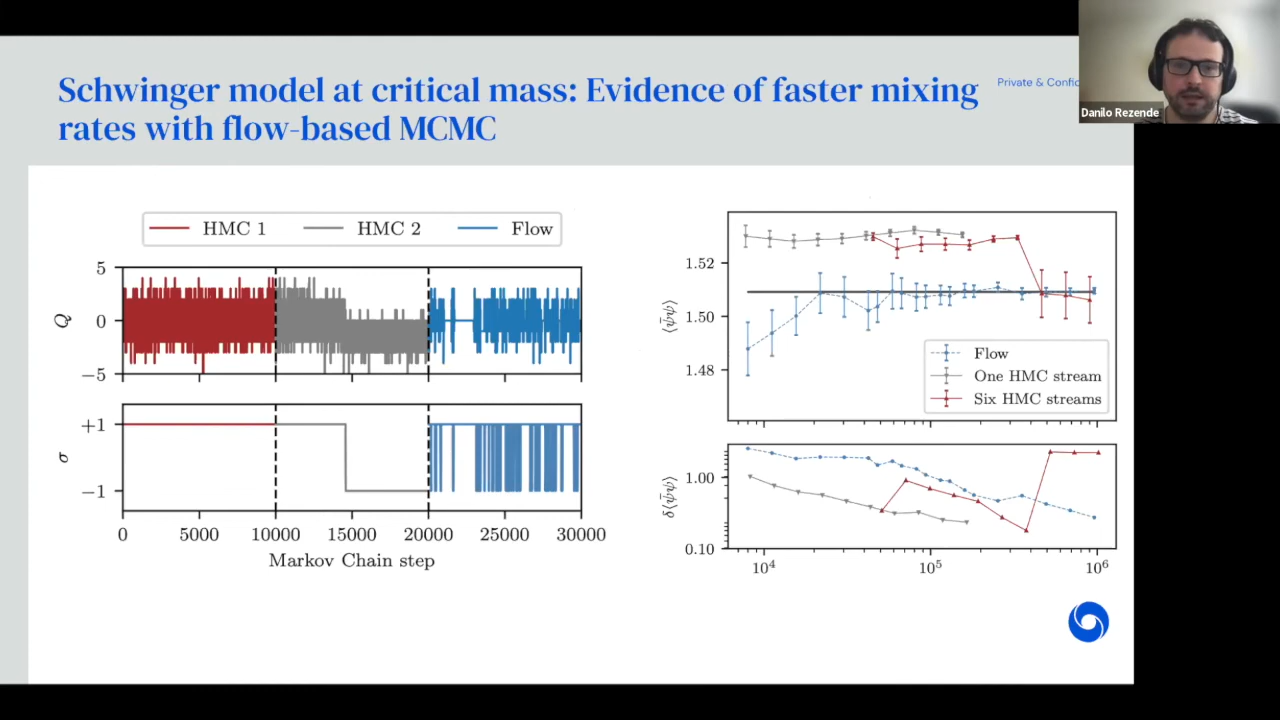 Schwinger model at critical mass: Evidence of faster mixing
rates with flow-based MCMC
Private &
Danilo Rezende
HMC 1
HMC 2
Flow
5
0
−5
Q
+1
−1
σ
0
5000
10000
15000
20000
25000
30000
Markov Chain step
1.52
1.50
1.48
⟨ψ̄ψ⟩
Flow
One HMC stream
Six HMC streams
1.00
0.10
δ⟨ψ̄ψ⟩
10⁴
10⁵
10⁶